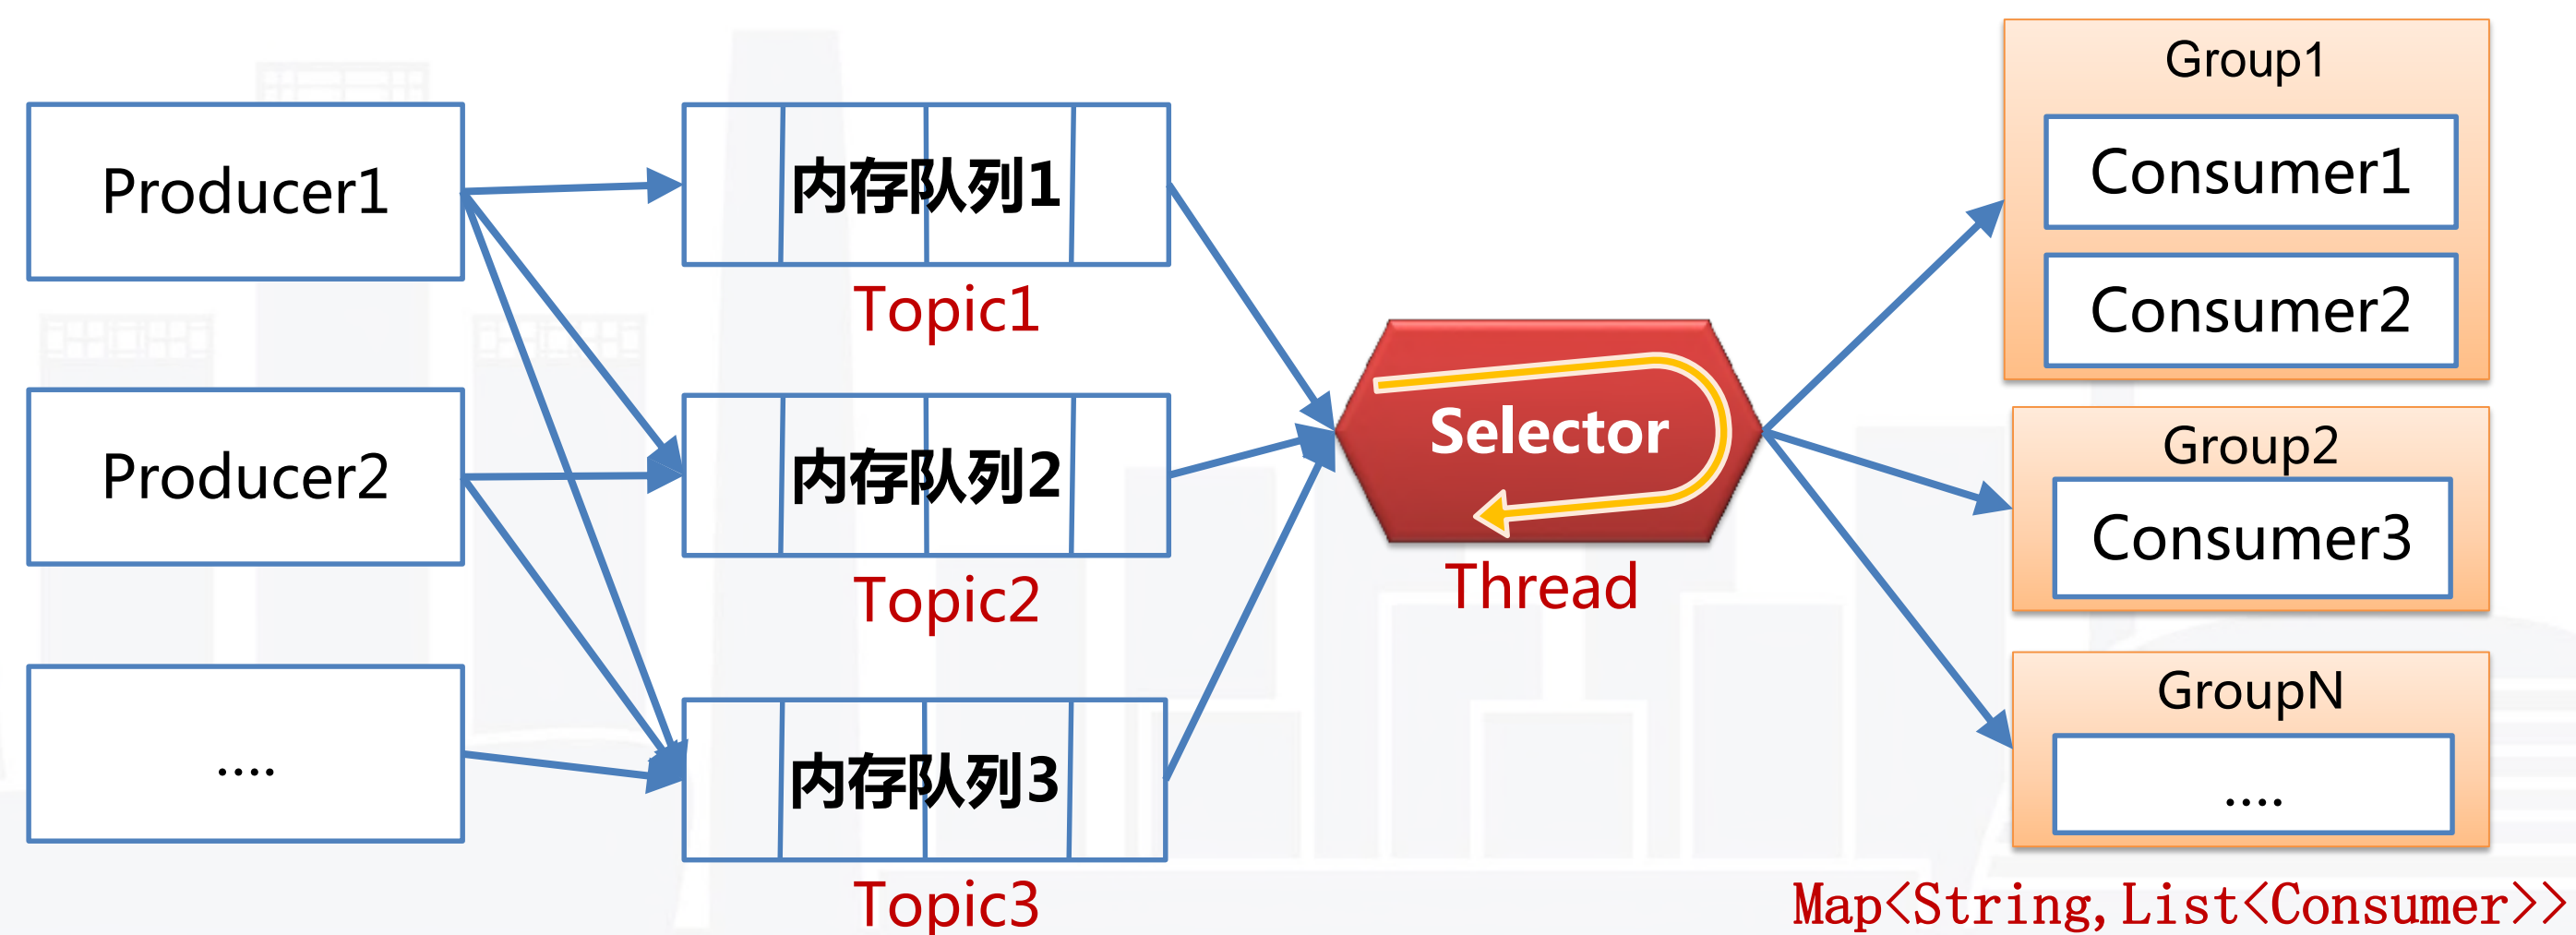 Producer1
Producer2
....
内存队列1
Topic1
内存队列2
Topic2
内存队列3
Topic3
Selector
Thread
Group1
Consumer1
Consumer2
Group2
Consumer3
GroupN
....
Map<String,List<Consumer>>